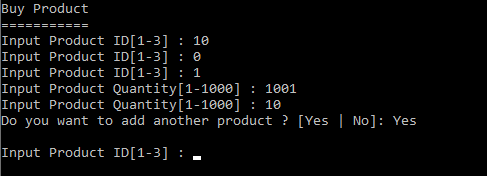 Buy Product
===========
Input Product ID[1-3] : 10
Input Product ID[1-3] : 0
Input Product ID[1-3] : 1
Input Product Quantity[1-1000] : 1001
Input Product Quantity[1-1000] : 10
Do you want to add another product ? [Yes | No]: Yes
Input Product ID[1-3] :